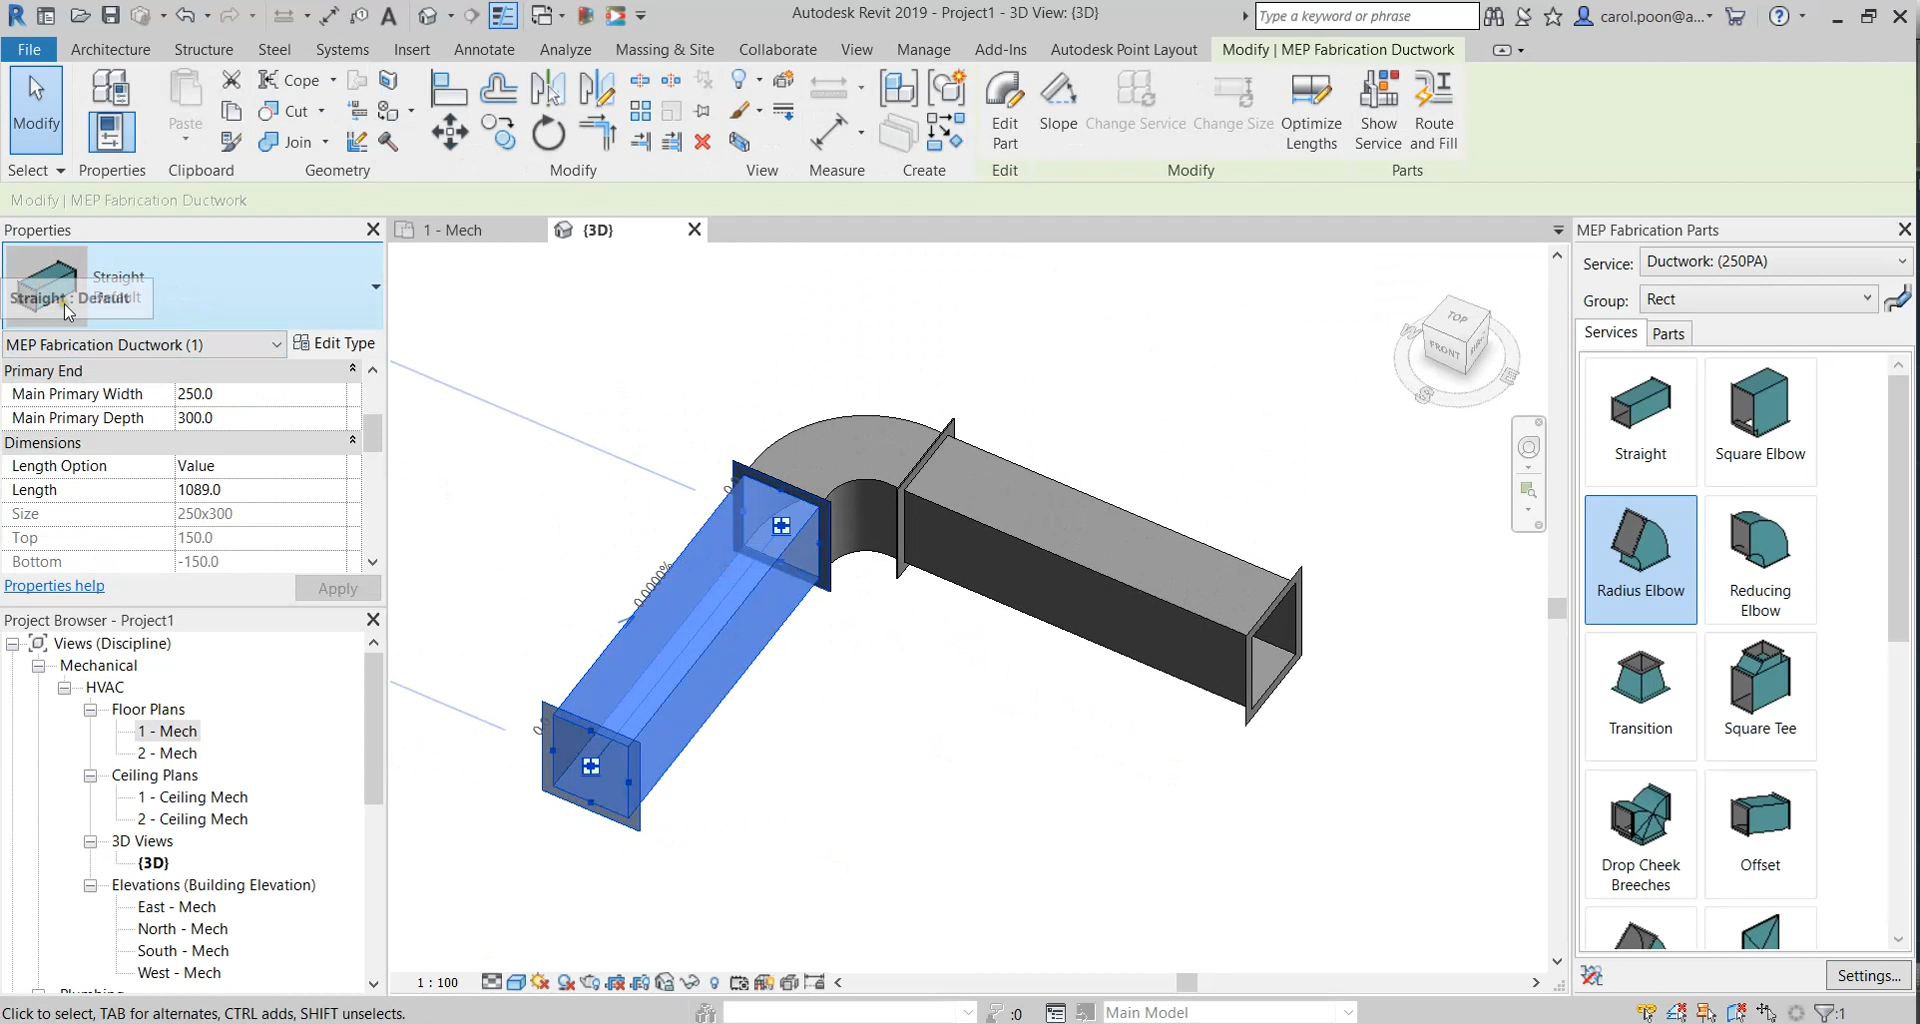 Autodesk Revit 2019 - Project1 - 3D View: {3D}
Type a keyword or phrase
carol.poon@a...
File
Architecture
Structure
Steel
Systems
Insert
Annotate
Analyze
Massing & Site
Collaborate
View
Manage
Add-Ins
Autodesk Point Layout
Modify | MEP Fabrication Ductwork
Modify
Paste
Cope
Cut
Join
Edit
Part
Slope
Change Service
Change Size
Optimize
Lengths
Show
Service
Route
and Fill
Select
Properties
Clipboard
Geometry
Modify
View
Measure
Create
Edit
Modify
Parts
Modify | MEP Fabrication Ductwork
Properties
Straight
Default
Straight : Default
MEP Fabrication Ductwork (1)
Edit Type
Primary End
Main Primary Width 250.0
Main Primary Depth 300.0
Dimensions
Length Option Value
Length 1089.0
Size 250x300
Top 150.0
Bottom -150.0
Properties help
Apply
Project Browser - Project1
Views (Discipline)
Mechanical
HVAC
Floor Plans
1 - Mech
2 - Mech
Ceiling Plans
1 - Ceiling Mech
2 - Ceiling Mech
3D Views
{3D}
Elevations (Building Elevation)
East - Mech
North - Mech
South - Mech
West - Mech
1 - Mech
{3D}
0.0000%
TOP
FRONT
W
S
E
1 : 100
MEP Fabrication Parts
Service: Ductwork: (250PA)
Group: Rect
Services
Parts
Straight
Square Elbow
Radius Elbow
Reducing
Elbow
Transition
Square Tee
Drop Cheek
Breeches
Offset
Settings...
Click to select, TAB for alternates, CTRL adds, SHIFT unselects.
:0
Main Model
:1